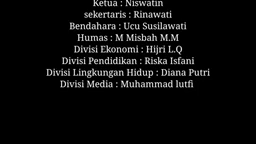 Ketua : Niswatin
sekertaris : Rinawati
Bendahara : Ucu Susilawati
Humas : M Misbah M.M
Divisi Ekonomi : Hijri L.Q
Divisi Pendidikan : Riska Isfani
Divisi Lingkungan Hidup : Diana Putri
Divisi Media : Muhammad lutfi